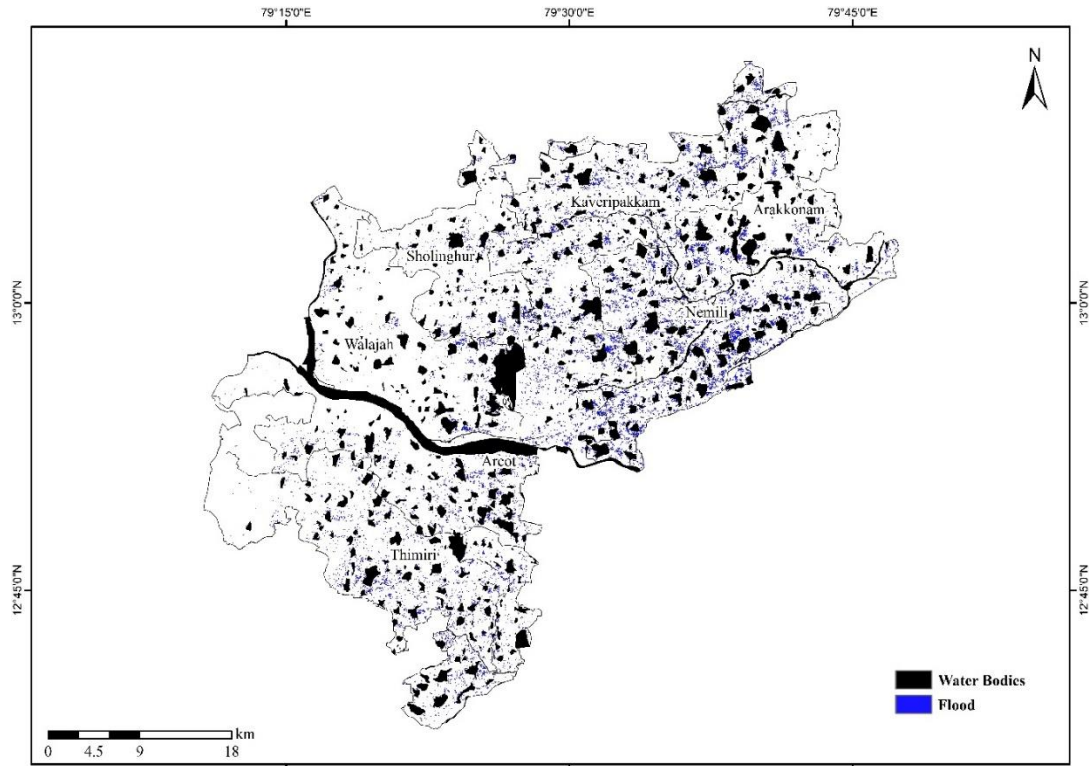 79°15'0"E
79°30'0"E
79°45'0"E
N
Kaveripakkam
Arakkonam
Sholinghur
13°0'0"N
13°0'0"N
Nemili
Walajah
Arcot
Thimiri
12°45'0"N
12°45'0"N
Water Bodies
Flood
km
0 4.5 9 18